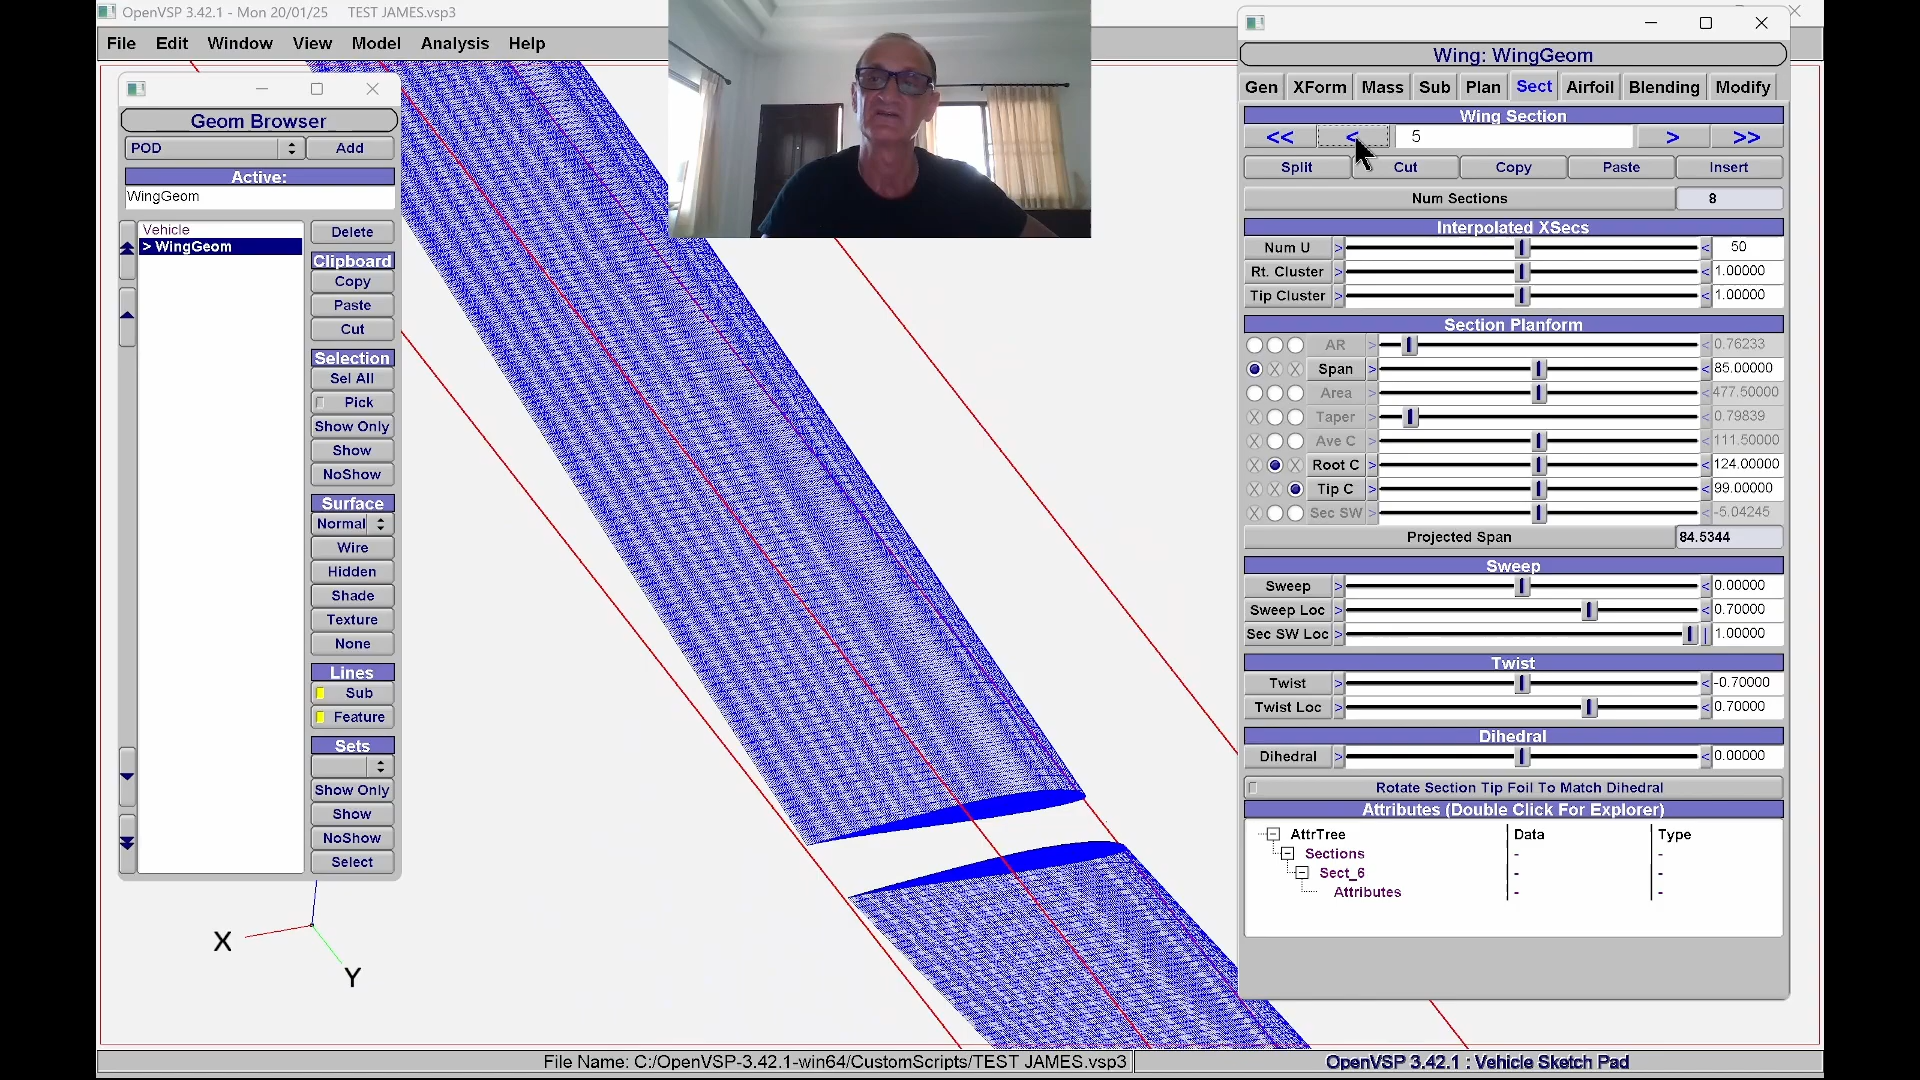 OpenVSP 3.42.1 - Mon 20/01/25 TEST JAMES.vsp3
File Edit Window View Model Analysis Help
Geom Browser
POD Add
Active:
WingGeom
Vehicle
> WingGeom
Delete
Clipboard
Copy
Paste
Cut
Selection
Sel All
Pick
Show Only
Show
NoShow
Surface
Normal
Wire
Hidden
Shade
Texture
None
Lines
Sub
Feature
Sets
Show Only
Show
NoShow
Select
X
Y
Wing: WingGeom
Gen XForm Mass Sub Plan Sect Airfoil Blending Modify
Wing Section
<< < 5 > >>
Split Cut Copy Paste Insert
Num Sections 8
Interpolated XSecs
Num U > < 50
Rt. Cluster > < 1.00000
Tip Cluster > < 1.00000
Section Planform
AR > < 0.76233
X X Span > < 85.00000
Area > < 477.50000
X Taper > < 0.79839
X Ave C > < 111.50000
X X Root C > < 124.00000
X X Tip C > < 99.00000
X Sec SW > < -5.04245
Projected Span 84.5344
Sweep
Sweep > < 0.00000
Sweep Loc > < 0.70000
Sec SW Loc > | 1.00000
Twist
Twist > < -0.70000
Twist Loc > < 0.70000
Dihedral
Dihedral > < 0.00000
Rotate Section Tip Foil To Match Dihedral
Attributes (Double Click For Explorer)
AttrTree Data Type
Sections - -
Sect_6 - -
Attributes - -
File Name: C:/OpenVSP-3.42.1-win64/CustomScripts/TEST JAMES.vsp3
OpenVSP 3.42.1 : Vehicle Sketch Pad